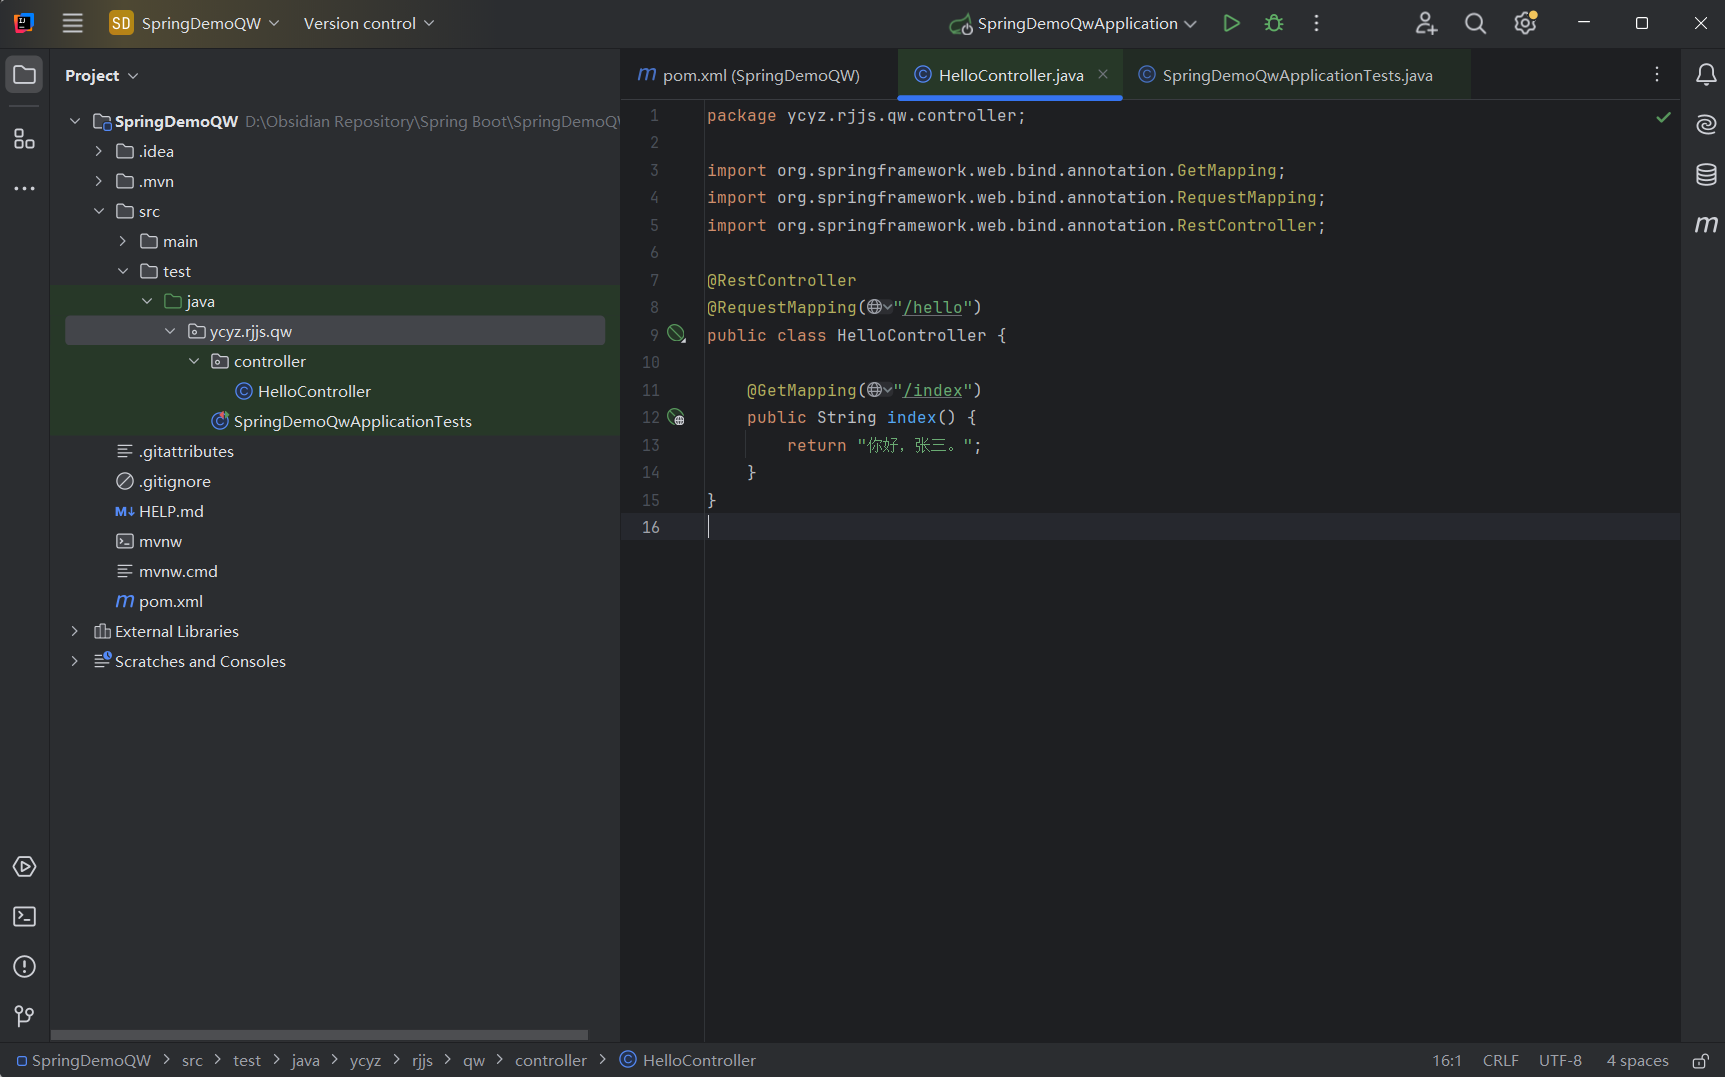 SD SpringDemoQW Version control SpringDemoQwApplication
Project
pom.xml (SpringDemoQW) HelloController.java SpringDemoQwApplicationTests.java
SpringDemoQW D:\Obsidian Repository\Spring Boot\SpringDemoQ
.idea
.mvn
src
main
test
java
ycyz.rjjs.qw
controller
HelloController
SpringDemoQwApplicationTests
.gitattributes
.gitignore
HELP.md
mvnw
mvnw.cmd
pom.xml
External Libraries
Scratches and Consoles
1 package ycyz.rjjs.qw.controller;
2
3 import org.springframework.web.bind.annotation.GetMapping;
4 import org.springframework.web.bind.annotation.RequestMapping;
5 import org.springframework.web.bind.annotation.RestController;
6
7 @RestController
8 @RequestMapping("/hello")
9 public class HelloController {
10
11 @GetMapping("/index")
12 public String index() {
13 return "你好，张三。";
14 }
15 }
16
SpringDemoQW > src > test > java > ycyz > rjjs > qw > controller > HelloController
16:1 CRLF UTF-8 4 spaces